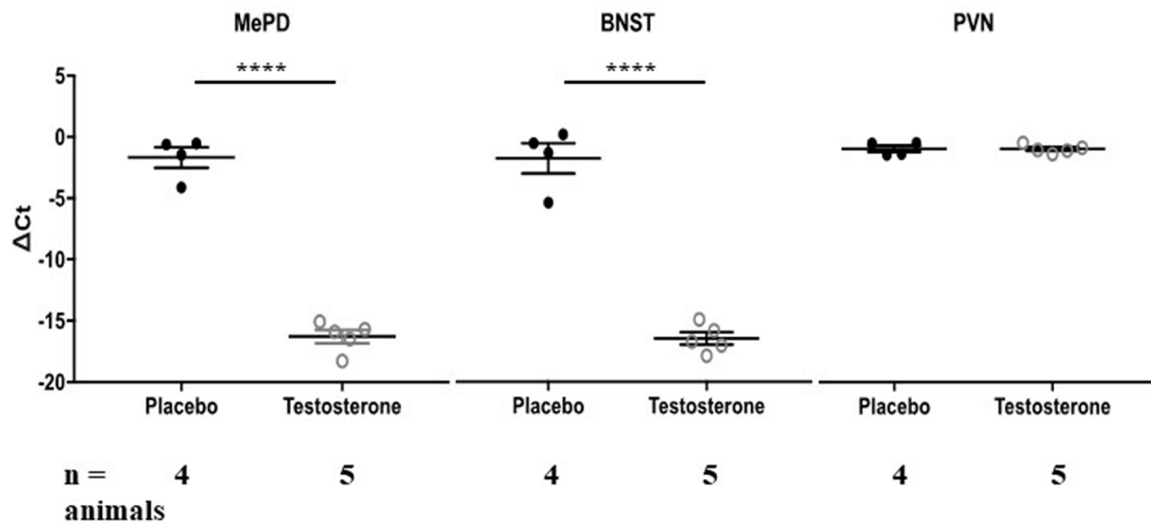 MePD BNST PVN
**** ****
5
0
-5
-10
-15
-20
ΔCt
Placebo Testosterone Placebo Testosterone Placebo Testosterone
n = 4 5 4 5 4 5
animals